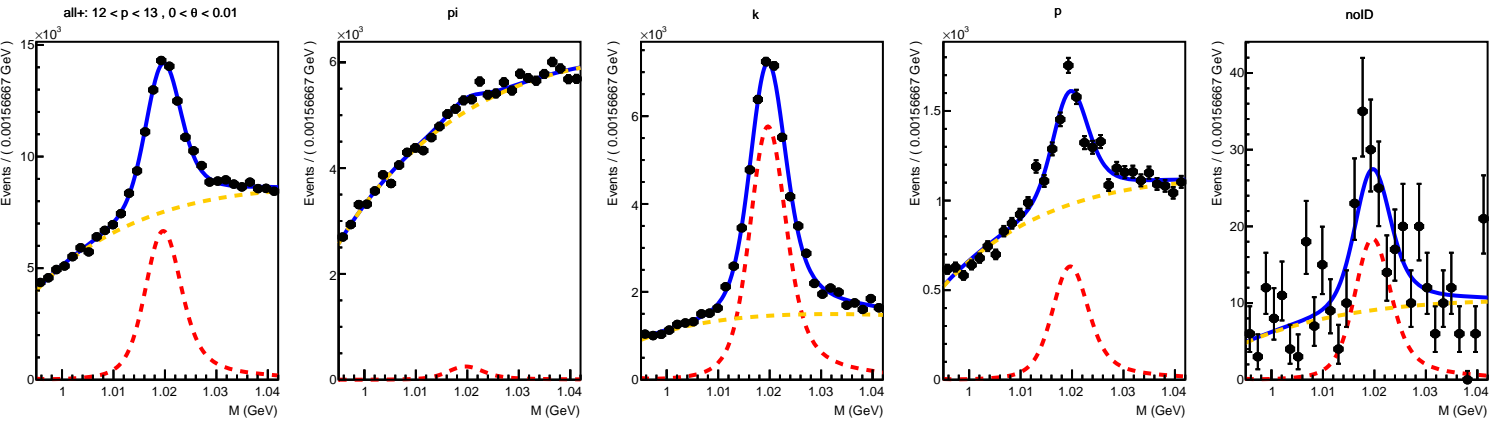 all+: 12 < p < 13 , 0 < θ < 0.01
×10³
Events / ( 0.00156667 GeV )
15
10
5
0
1 1.01 1.02 1.03 1.04
M (GeV)
pi
×10³
Events / ( 0.00156667 GeV )
6
4
2
0
1 1.01 1.02 1.03 1.04
M (GeV)
k
×10³
Events / ( 0.00156667 GeV )
6
4
2
0
1 1.01 1.02 1.03 1.04
M (GeV)
p
×10³
Events / ( 0.00156667 GeV )
1.5
1
0.5
0
1 1.01 1.02 1.03 1.04
M (GeV)
noID
Events / ( 0.00156667 GeV )
40
30
20
10
0
1 1.01 1.02 1.03 1.04
M (GeV)